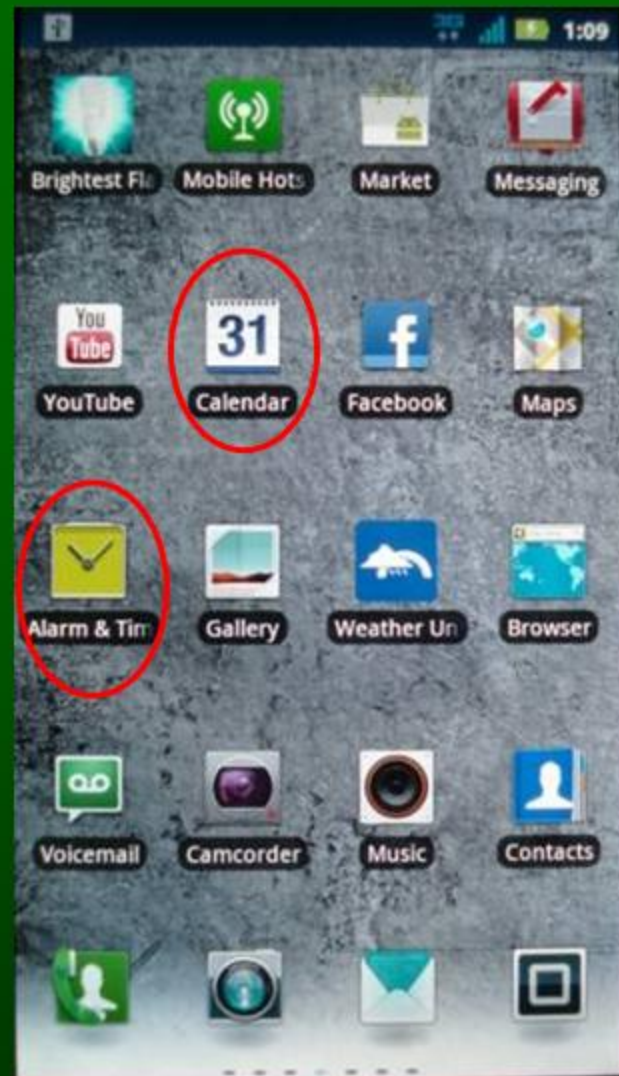 1:09
Brightest Fl
Mobile Hots
Market
Messaging
You
Tube
31
f
YouTube
Calendar
Facebook
Maps
Alarm & Tim
Gallery
Weather Un
Browser
Voicemail
Camcorder
Music
Contacts